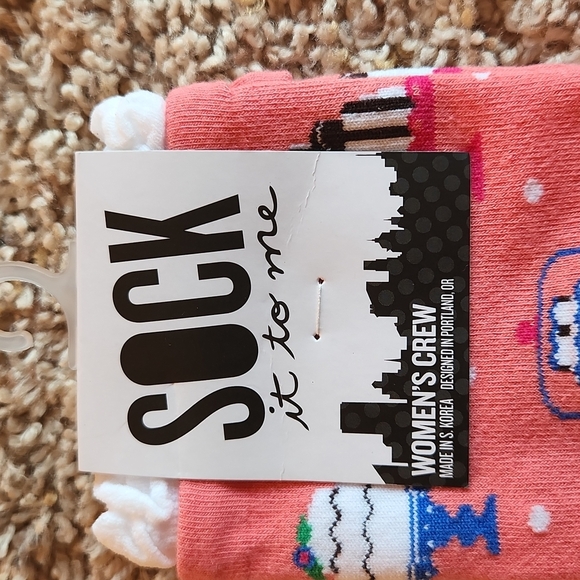 SOCK
it to me
WOMEN'S CREW
MADE IN S. KOREA DESIGNED IN PORTLAND, OR